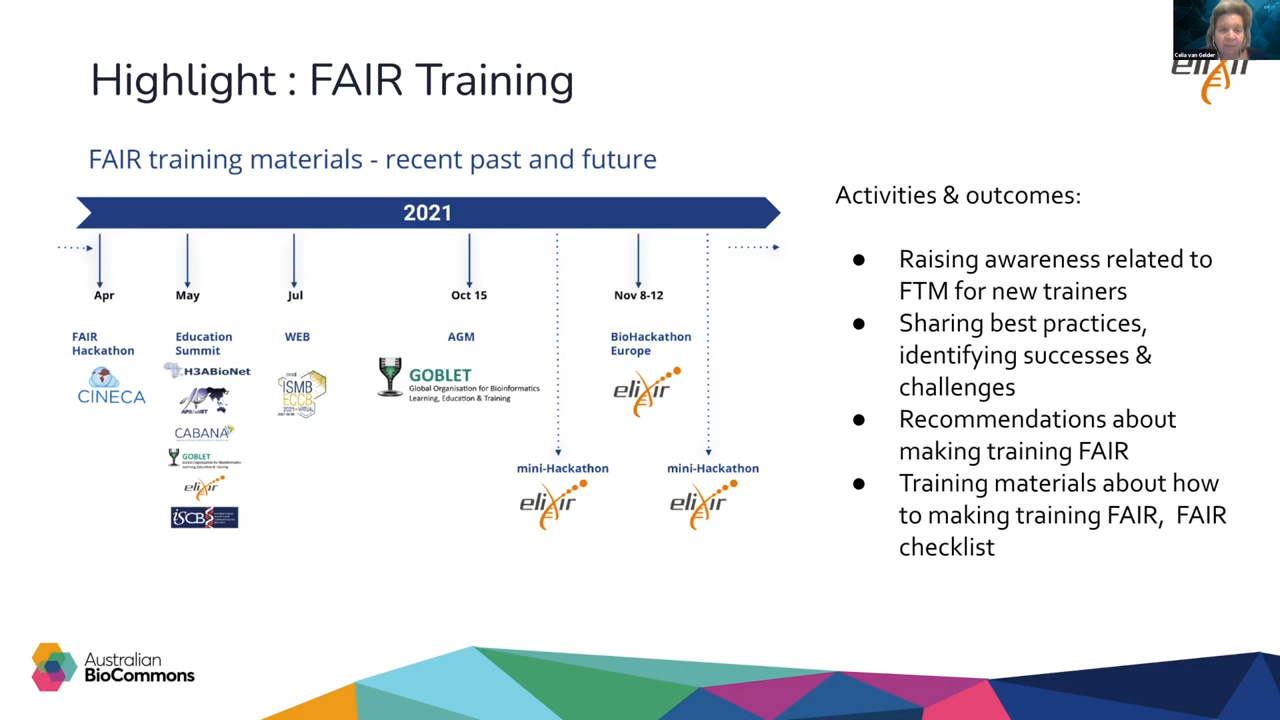 Celia van Gelder
elixir
Highlight : FAIR Training
FAIR training materials - recent past and future
2021
Apr
May
Jul
Oct 15
Nov 8-12
FAIR
Hackathon
Education
Summit
WEB
AGM
BioHackathon
Europe
CINECA
H3ABioNet
CABANA
GOBLET
elixir
iSCB
ISMB
ECCB
GOBLET
Global Organisation for Bioinformatics
Learning, Education & Training
elixir
mini-Hackathon
mini-Hackathon
elixir
elixir
Activities & outcomes:
● Raising awareness related to
FTM for new trainers
● Sharing best practices,
identifying successes &
challenges
● Recommendations about
making training FAIR
● Training materials about how
to making training FAIR, FAIR
checklist
Australian
BioCommons